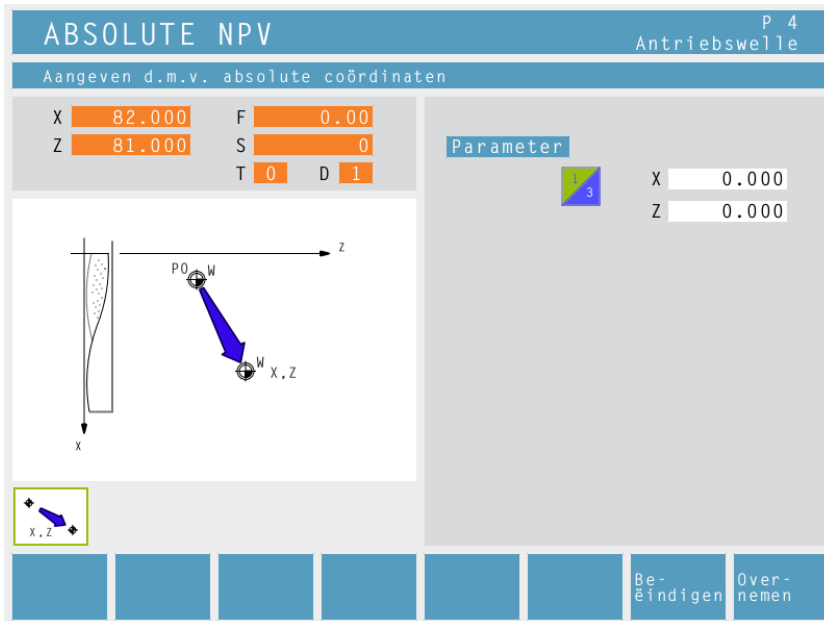 ABSOLUTE NPV
P 4
Antriebswelle
Aangeven d.m.v. absolute coördinaten
X 82.000 F 0.00
Z 81.000 S 0
T 0 D 1
Parameter
1
3
X 0.000
Z 0.000
Z
P0 W
W
X,Z
X
X,Z
Be-
ëindigen
Over-
nemen